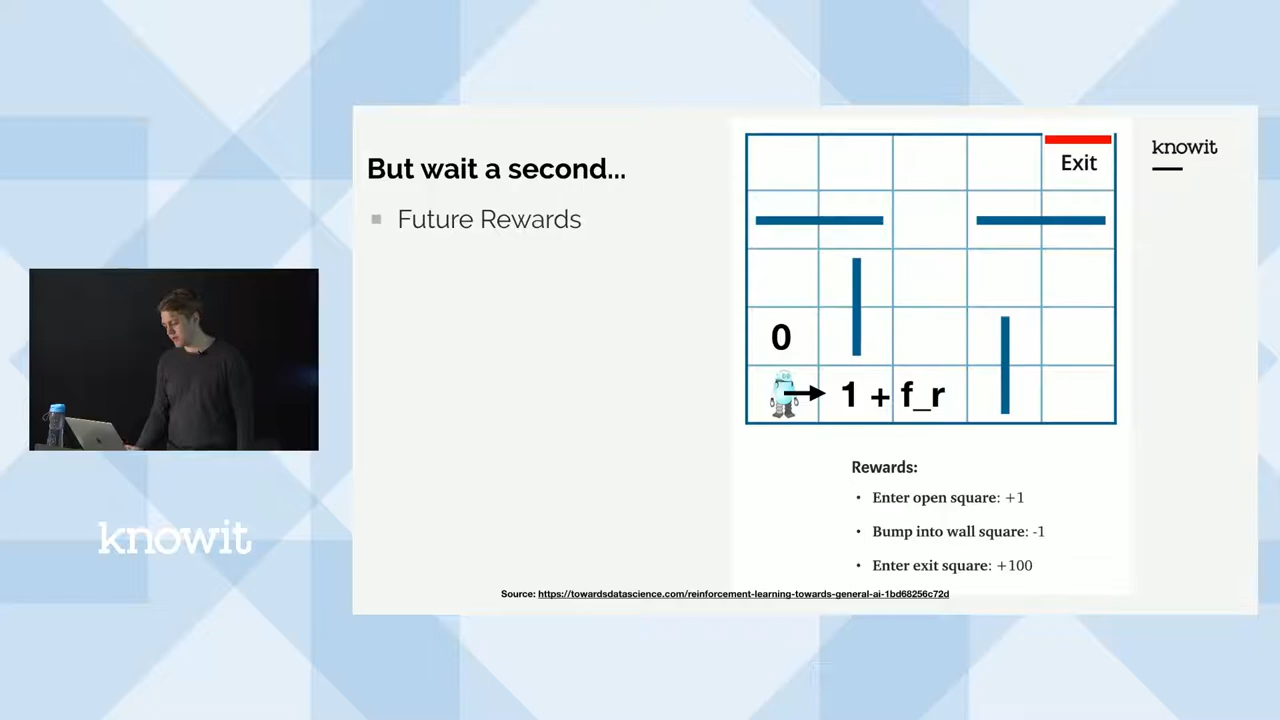 But wait a second...
Future Rewards
Exit
knowit
0
1 + f_r
Rewards:
• Enter open square: +1
• Bump into wall square: -1
• Enter exit square: +100
Source: https://towardsdatascience.com/reinforcement-learning-towards-general-ai-1bd68256c72d
knowit